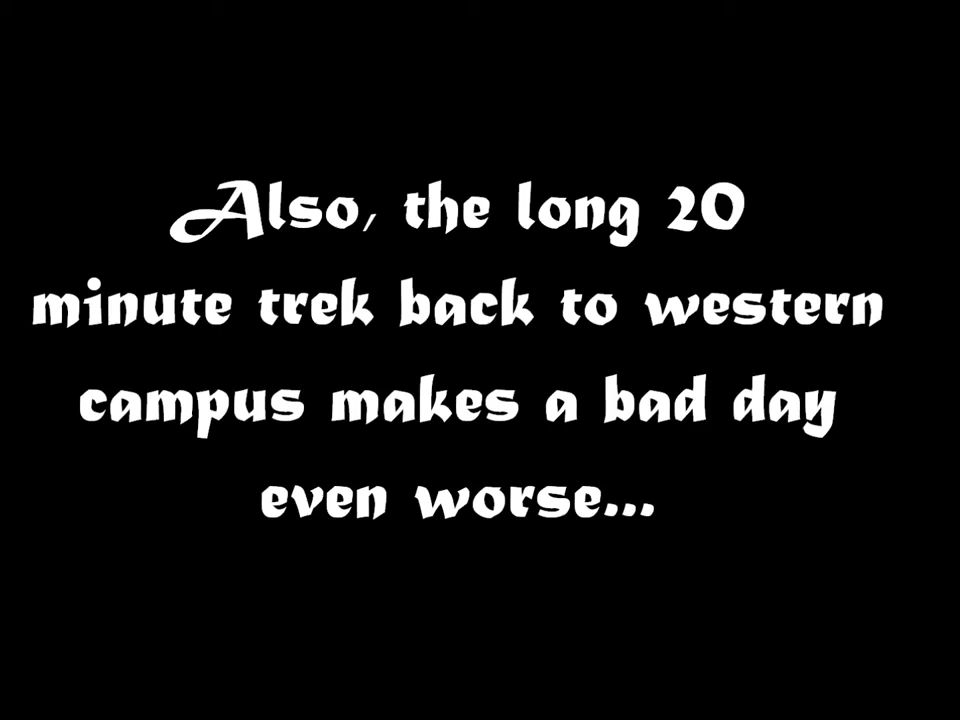 Also, the long 20
minute trek back to western
campus makes a bad day
even worse...